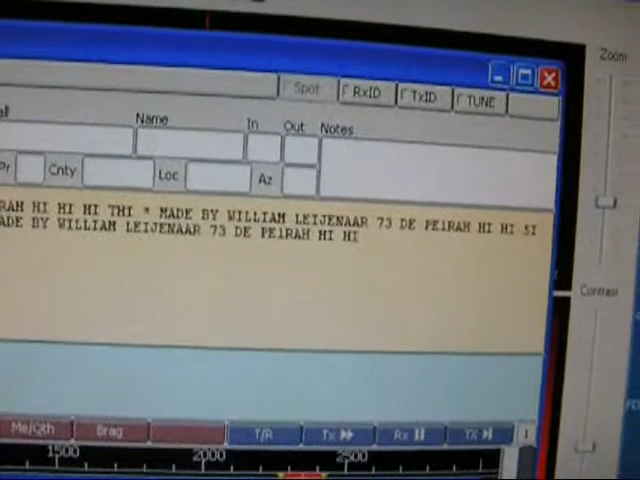 Zoom
Spot RxID TxID TUNE
Name In Out Notes
Cnty Loc Az
RAH HI HI HI THI * MADE BY WILLIAM LEIJENAAR 73 DE PE1RAH HI HI SI
ADE BY WILLIAM LEIJENAAR 73 DE PE1RAH HI HI
Contrast
Me/Qth Brag T/R Tx Rx TX
1500 2000 2500